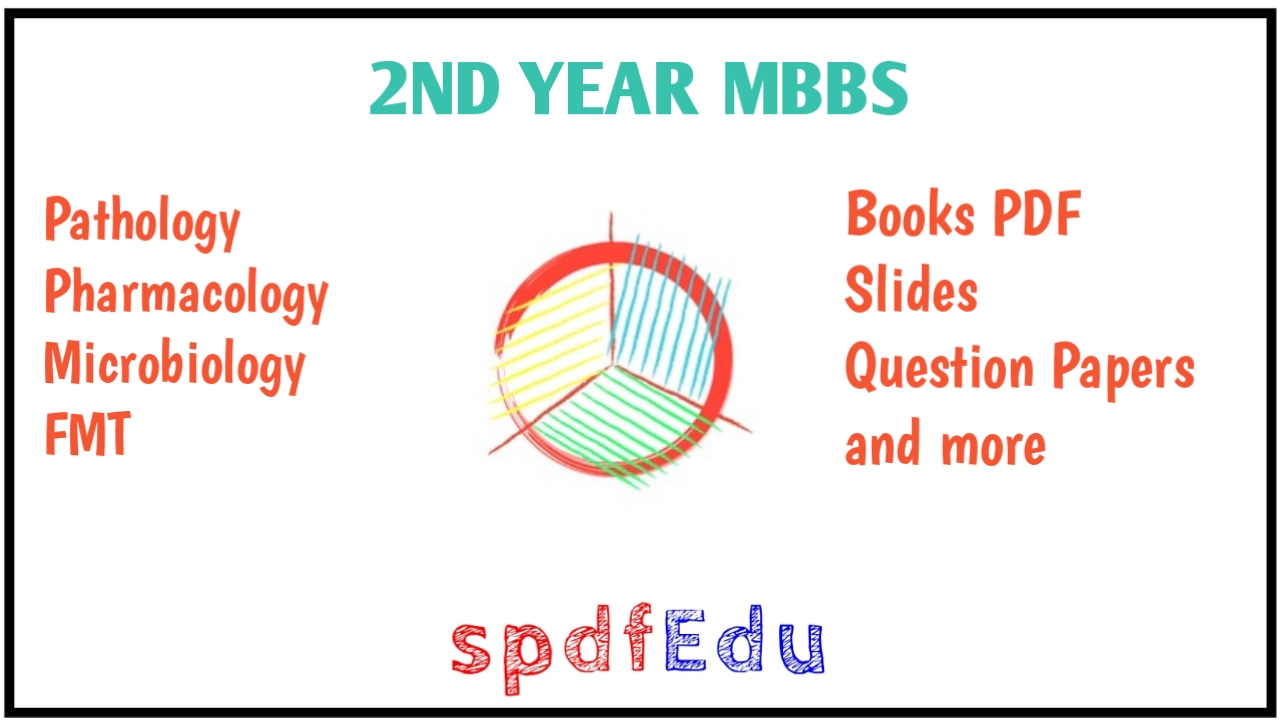 2ND YEAR MBBS
Pathology
Pharmacology
Microbiology
FMT
Books PDF
Slides
Question Papers
and more
spdfEdu